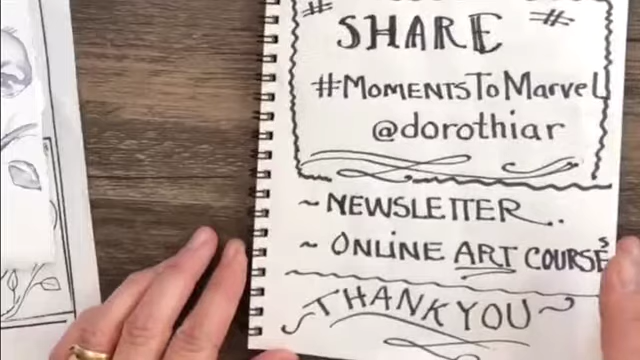 # SHARE #
#MOMENTSTOMARVEL
@dorothiar
~ NEWSLETTER.
~ ONLINE ART COURSES
~ THANK YOU ~